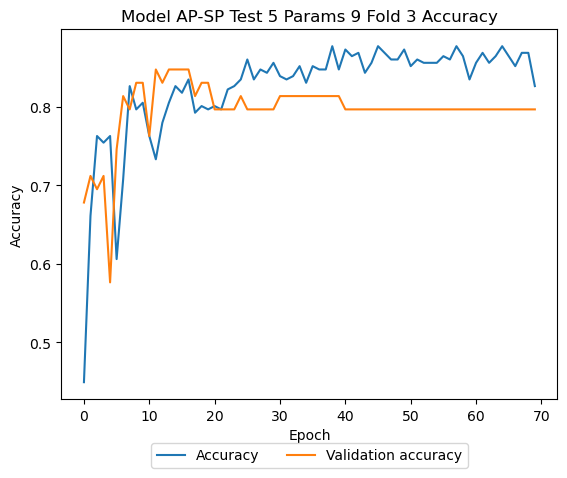 Model AP-SP Test 5 Params 9 Fold 3 Accuracy
Accuracy
0.8
0.7
0.6
0.5
0 10 20 30 40 50 60 70
Epoch
Accuracy Validation accuracy